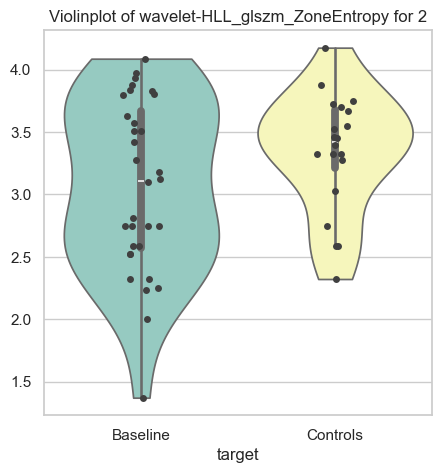 Violinplot of wavelet-HLL_glszm_ZoneEntropy for 2
4.0
3.5
3.0
2.5
2.0
1.5
Baseline
Controls
target